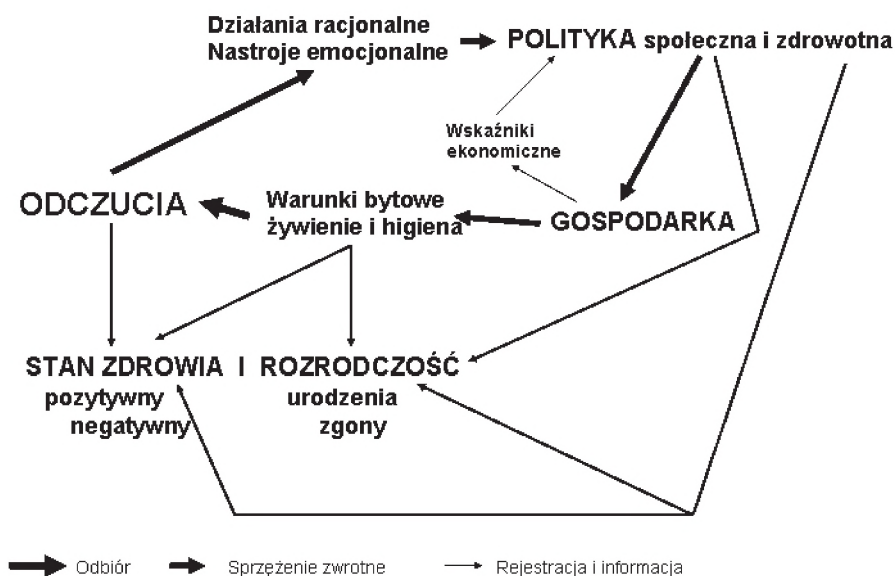 Działania racjonalne
Nastroje emocjonalne
POLITYKA społeczna i zdrowotna
Wskaźniki
ekonomiczne
ODCZUCIA
Warunki bytowe
żywienie i higiena
GOSPODARKA
STAN ZDROWIA I ROZRODCZOŚĆ
pozytywny
negatywny
urodzenia
zgony
Odbiór
Sprzężenie zwrotne
Rejestracja i informacja